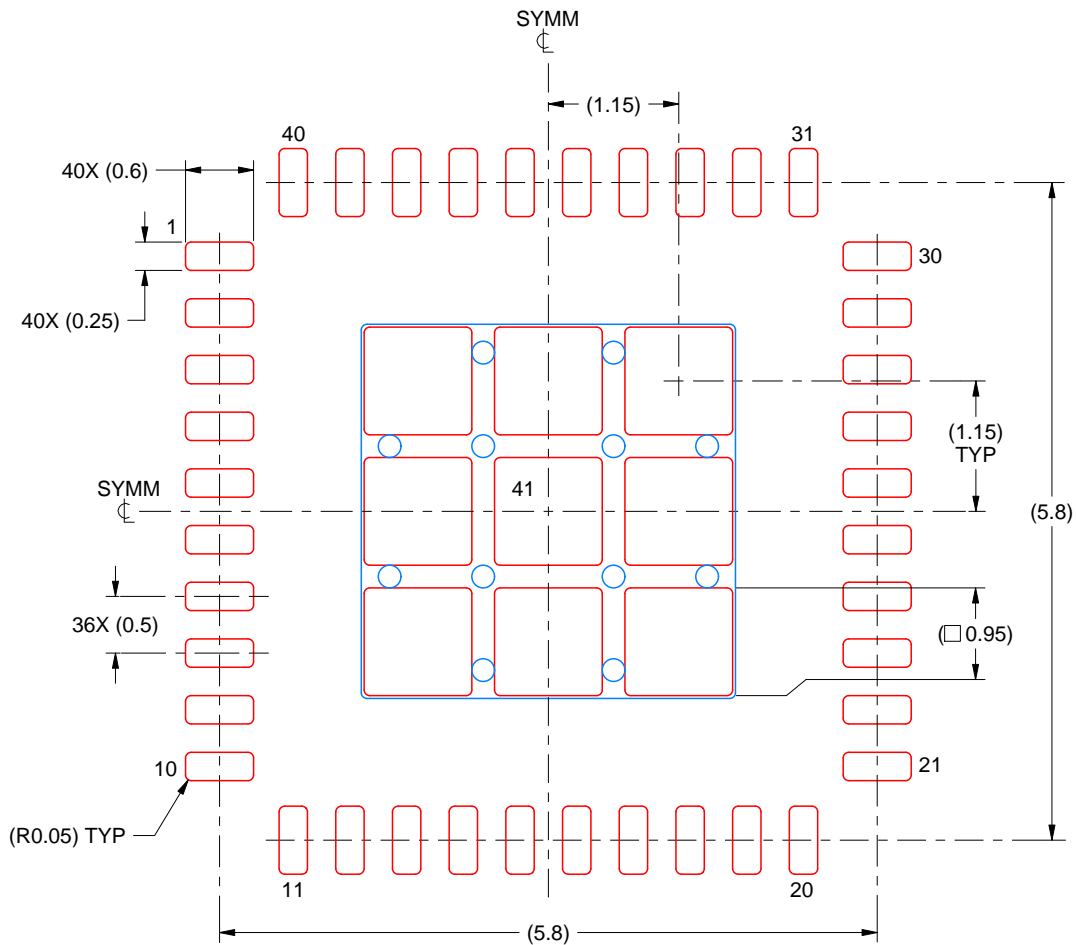 SYMM
℄
(1.15)
40
31
40X (0.6)
1
30
40X (0.25)
(1.15)
TYP
SYMM
℄
41
(5.8)
36X (0.5)
(□ 0.95)
10
21
(R0.05) TYP
11
20
(5.8)